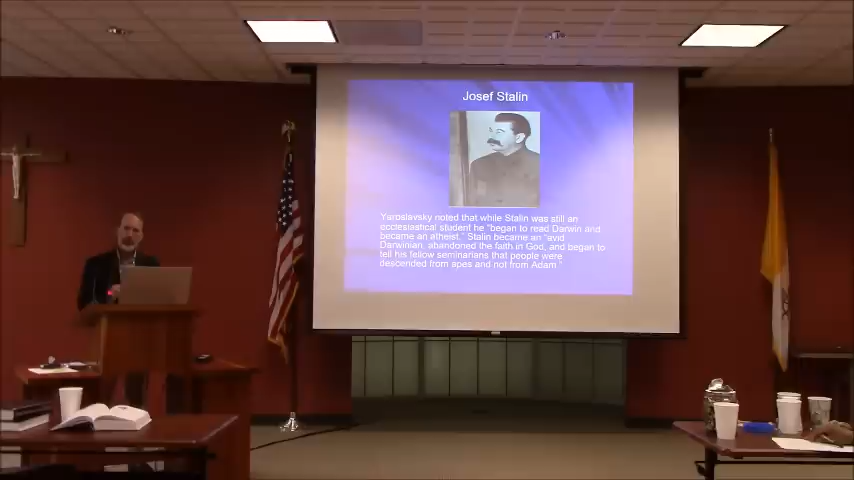 Josef Stalin
Yaroslavsky noted that while Stalin was still an
ecclesiastical student he "began to read Darwin and
became an atheist." Stalin became an "avid
Darwinian, abandoned the faith in God, and began to
tell his fellow seminarians that people were
descended from apes and not from Adam."